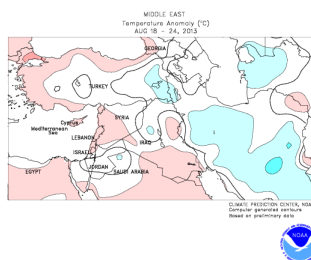 MIDDLE EAST
Temperature Anomaly (°C)
AUG 18 - 24, 2013
GEORGIA
TURKEY
SYRIA
Cyprus
Mediterranean
Sea
LEBANON
IRAQ
ISRAEL
JORDAN
EGYPT
SAUDI ARABIA
CLIMATE PREDICTION CENTER, NOAA
Computer generated contours
Based on preliminary data
NOAA